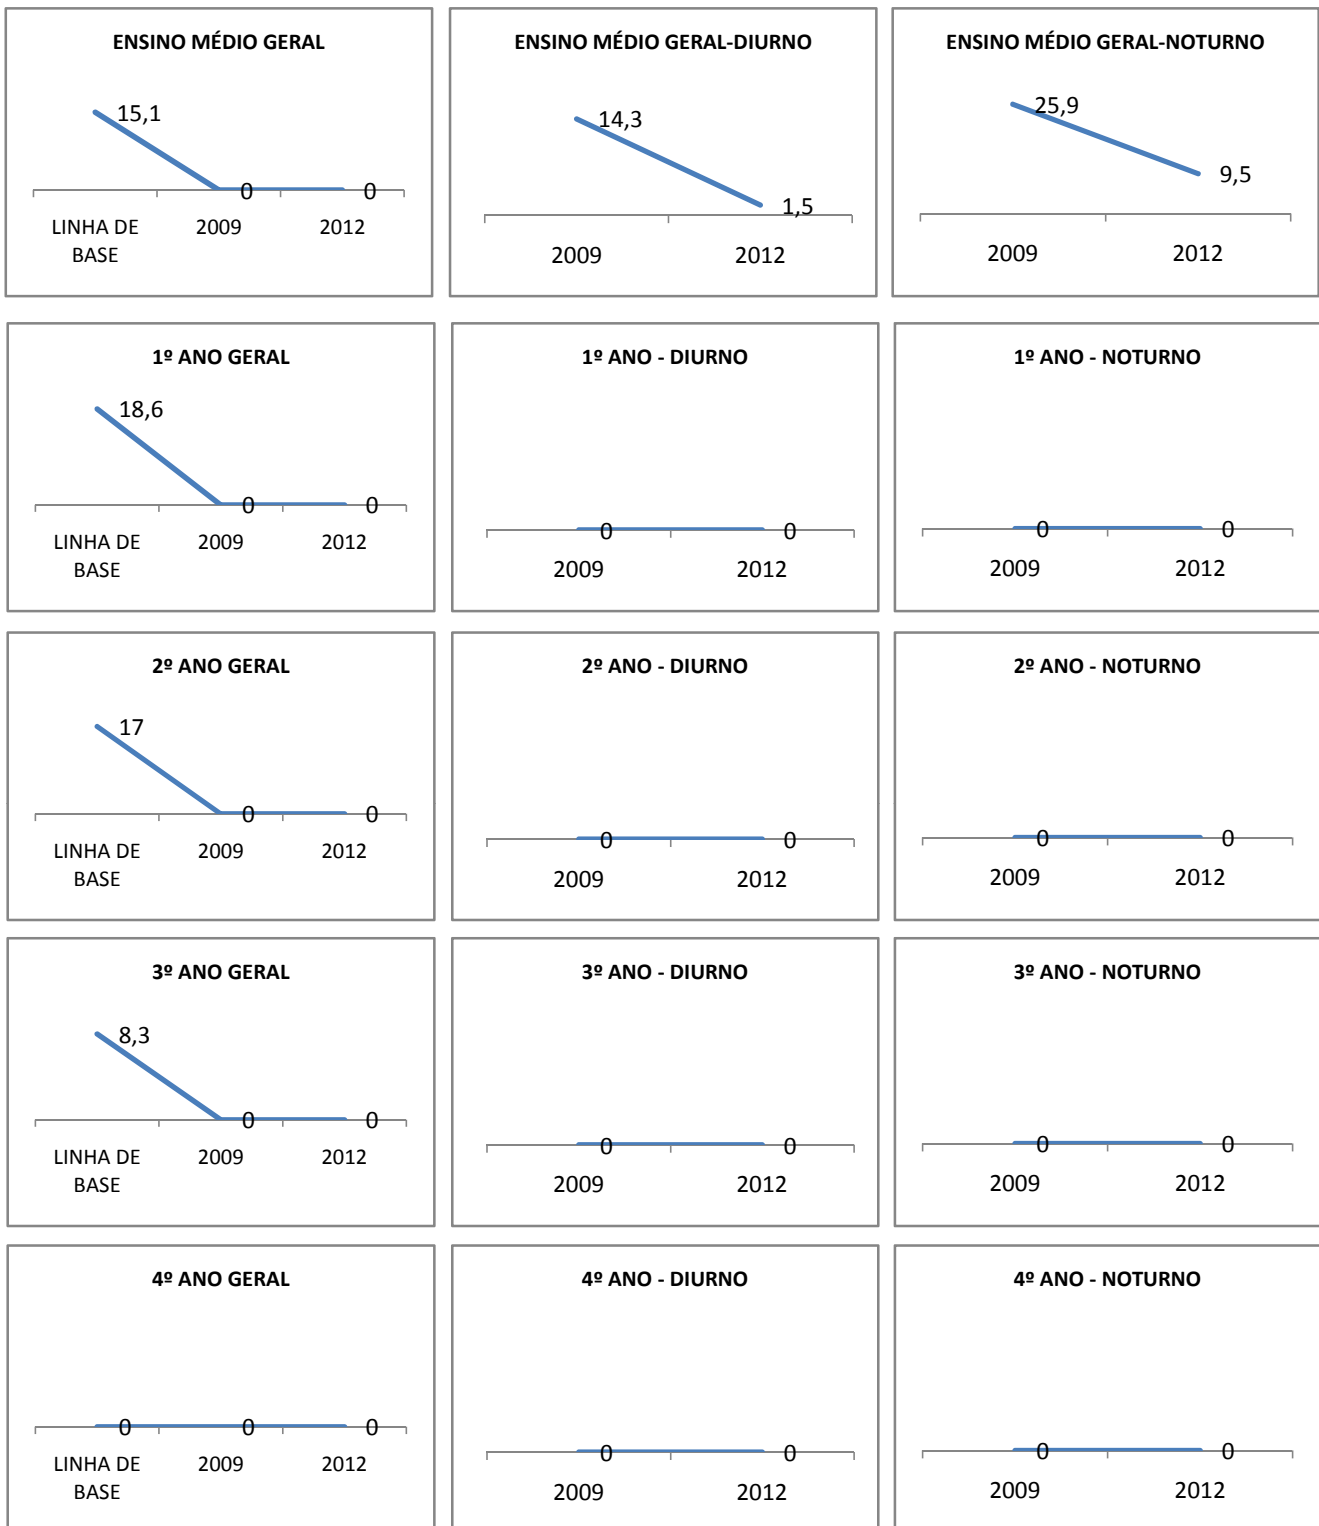 ENSINO MÉDIO GERAL
15,1
0
0
LINHA DE
BASE
2009
2012
ENSINO MÉDIO GERAL-DIURNO
14,3
1,5
2009
2012
ENSINO MÉDIO GERAL-NOTURNO
25,9
9,5
2009
2012
1º ANO GERAL
18,6
0
0
LINHA DE
BASE
2009
2012
1º ANO - DIURNO
0
0
2009
2012
1º ANO - NOTURNO
0
0
2009
2012
2º ANO GERAL
17
0
0
LINHA DE
BASE
2009
2012
2º ANO - DIURNO
0
0
2009
2012
2º ANO - NOTURNO
0
0
2009
2012
3º ANO GERAL
8,3
0
0
LINHA DE
BASE
2009
2012
3º ANO - DIURNO
0
0
2009
2012
3º ANO - NOTURNO
0
0
2009
2012
4º ANO GERAL
0
0
0
LINHA DE
BASE
2009
2012
4º ANO - DIURNO
0
0
2009
2012
4º ANO - NOTURNO
0
0
2009
2012